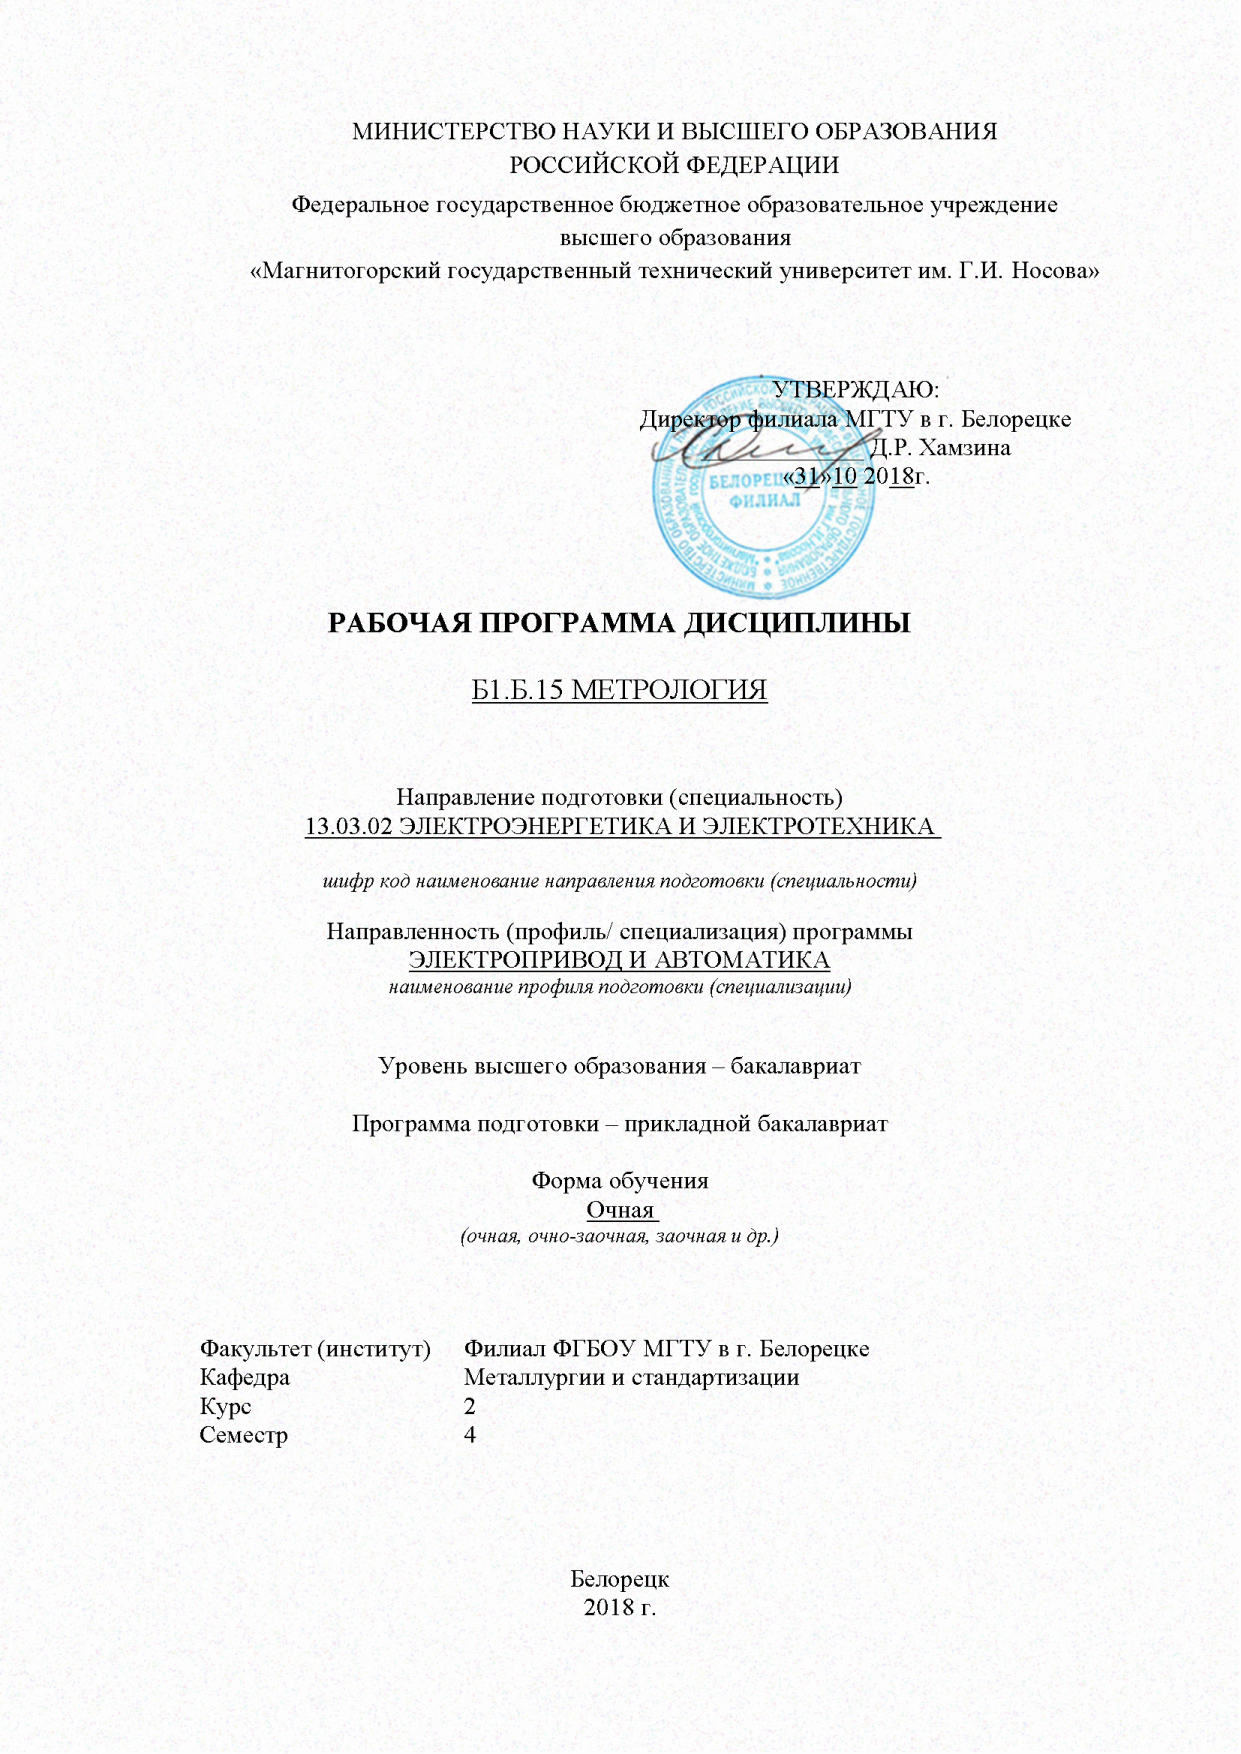 МИНИСТЕРСТВО НАУКИ И ВЫСШЕГО ОБРАЗОВАНИЯ
РОССИЙСКОЙ ФЕДЕРАЦИИ
Федеральное государственное бюджетное образовательное учреждение
высшего образования
«Магнитогорский государственный технический университет им. Г.И. Носова»
УТВЕРЖДАЮ:
Директор филиала МГТУ в г. Белорецке
Д.Р. Хамзина
«31»10 2018г.
БЕЛОРЕЦ
ФИЛИАЛ
РАБОЧАЯ ПРОГРАММА ДИСЦИПЛИНЫ
Б1.Б.15 МЕТРОЛОГИЯ
Направление подготовки (специальность)
13.03.02 ЭЛЕКТРОЭНЕРГЕТИКА И ЭЛЕКТРОТЕХНИКА
шифр код наименование направления подготовки (специальности)
Направленность (профиль/ специализация) программы
ЭЛЕКТРОПРИВОД И АВТОМАТИКА
наименование профиля подготовки (специализации)
Уровень высшего образования – бакалавриат
Программа подготовки – прикладной бакалавриат
Форма обучения
Очная
(очная, очно-заочная, заочная и др.)
Факультет (институт) Филиал ФГБОУ МГТУ в г. Белорецке
Кафедра Металлургии и стандартизации
Курс 2
Семестр 4
Белорецк
2018 г.